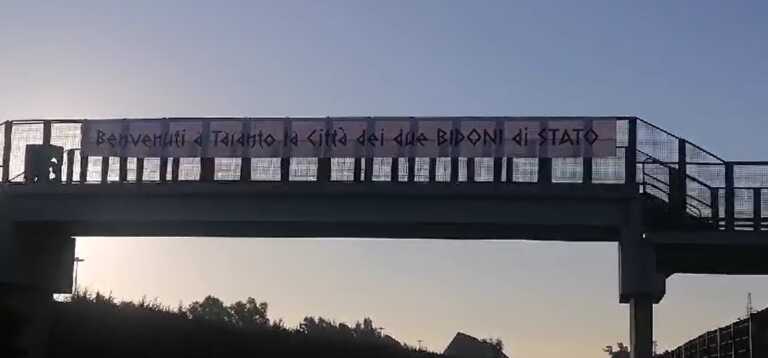 Benvenuti a Taranto la Città dei due BIDONI di STATO